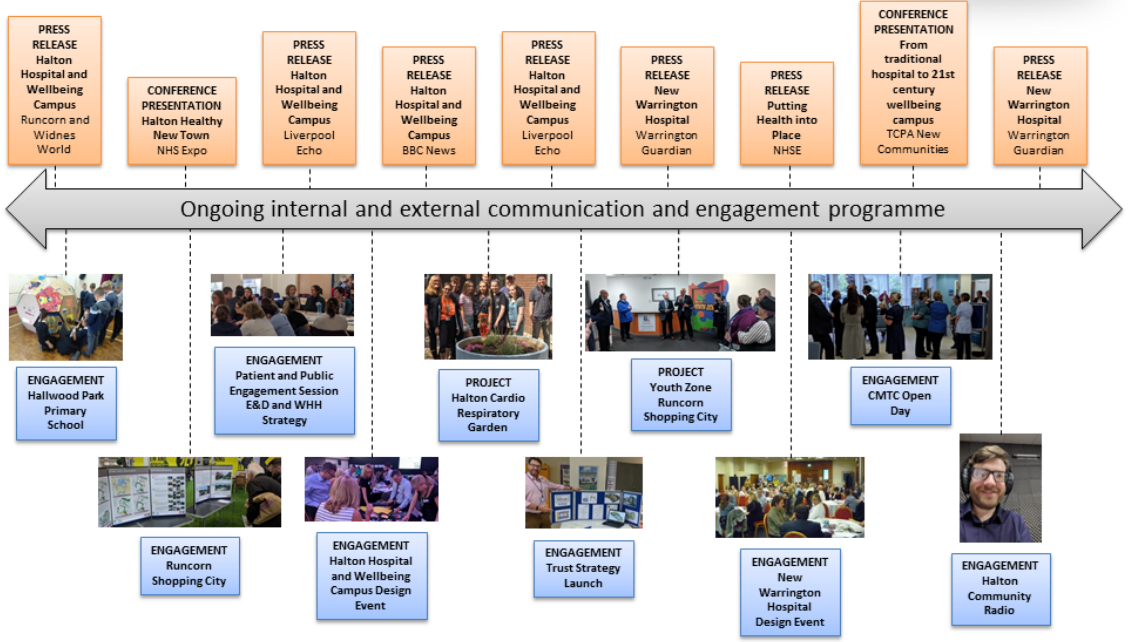 PRESS
RELEASE
Halton
Hospital and
Wellbeing
Campus
Runcorn and
Widnes
World
CONFERENCE
PRESENTATION
Halton Healthy
New Town
NHS Expo
PRESS
RELEASE
Halton
Hospital and
Wellbeing
Campus
Liverpool
Echo
PRESS
RELEASE
Halton
Hospital and
Wellbeing
Campus
BBC News
PRESS
RELEASE
Halton
Hospital and
Wellbeing
Campus
Liverpool
Echo
PRESS
RELEASE
New
Warrington
Hospital
Warrington
Guardian
PRESS
RELEASE
Putting
Health into
Place
NHSE
CONFERENCE
PRESENTATION
From
traditional
hospital to 21st
century
wellbeing
campus
TCPA New
Communities
PRESS
RELEASE
New
Warrington
Hospital
Warrington
Guardian
Ongoing internal and external communication and engagement programme
ENGAGEMENT
Hallwood Park
Primary
School
ENGAGEMENT
Patient and Public
Engagement Session
E&D and WHH
Strategy
PROJECT
Halton Cardio
Respiratory
Garden
PROJECT
Youth Zone
Runcorn
Shopping City
ENGAGEMENT
CMTC Open
Day
ENGAGEMENT
Runcorn
Shopping City
ENGAGEMENT
Halton Hospital
and Wellbeing
Campus Design
Event
ENGAGEMENT
Trust Strategy
Launch
ENGAGEMENT
New
Warrington
Hospital
Design Event
ENGAGEMENT
Halton
Community
Radio